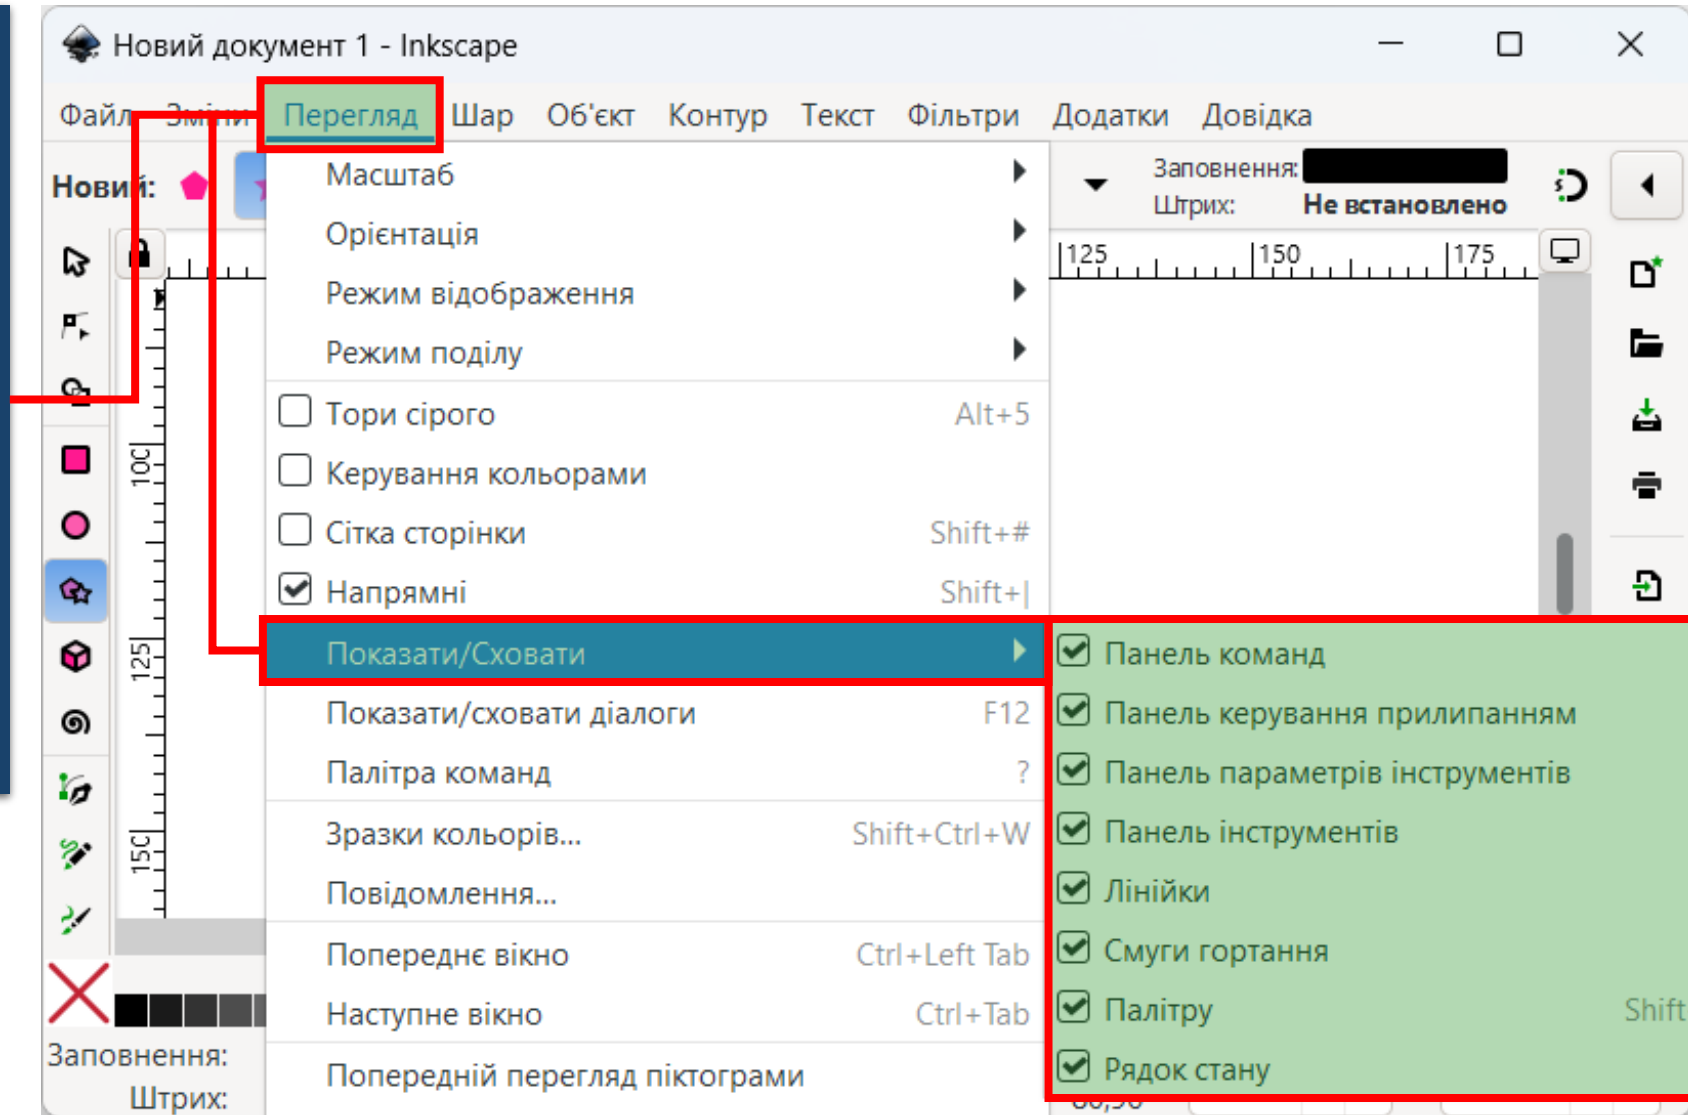 Новий документ 1 - Inkscape
Файл Зміни Перегляд Шар Об'єкт Контур Текст Фільтри Додатки Довідка
Новий:
Заповнення:
Штрих: Не встановлено
125 150 175
100
125
150
Масштаб
Орієнтація
Режим відображення
Режим поділу
Тори сірого Alt+5
Керування кольорами
Сітка сторінки Shift+#
Напрямні Shift+|
Показати/Сховати
Показати/сховати діалоги F12
Палітра команд ?
Зразки кольорів... Shift+Ctrl+W
Повідомлення...
Попереднє вікно Ctrl+Left Tab
Наступне вікно Ctrl+Tab
Попередній перегляд піктограми
Панель команд
Панель керування прилипанням
Панель параметрів інструментів
Панель інструментів
Лінійки
Смуги гортання
Палітру Shift
Рядок стану
Заповнення:
Штрих: